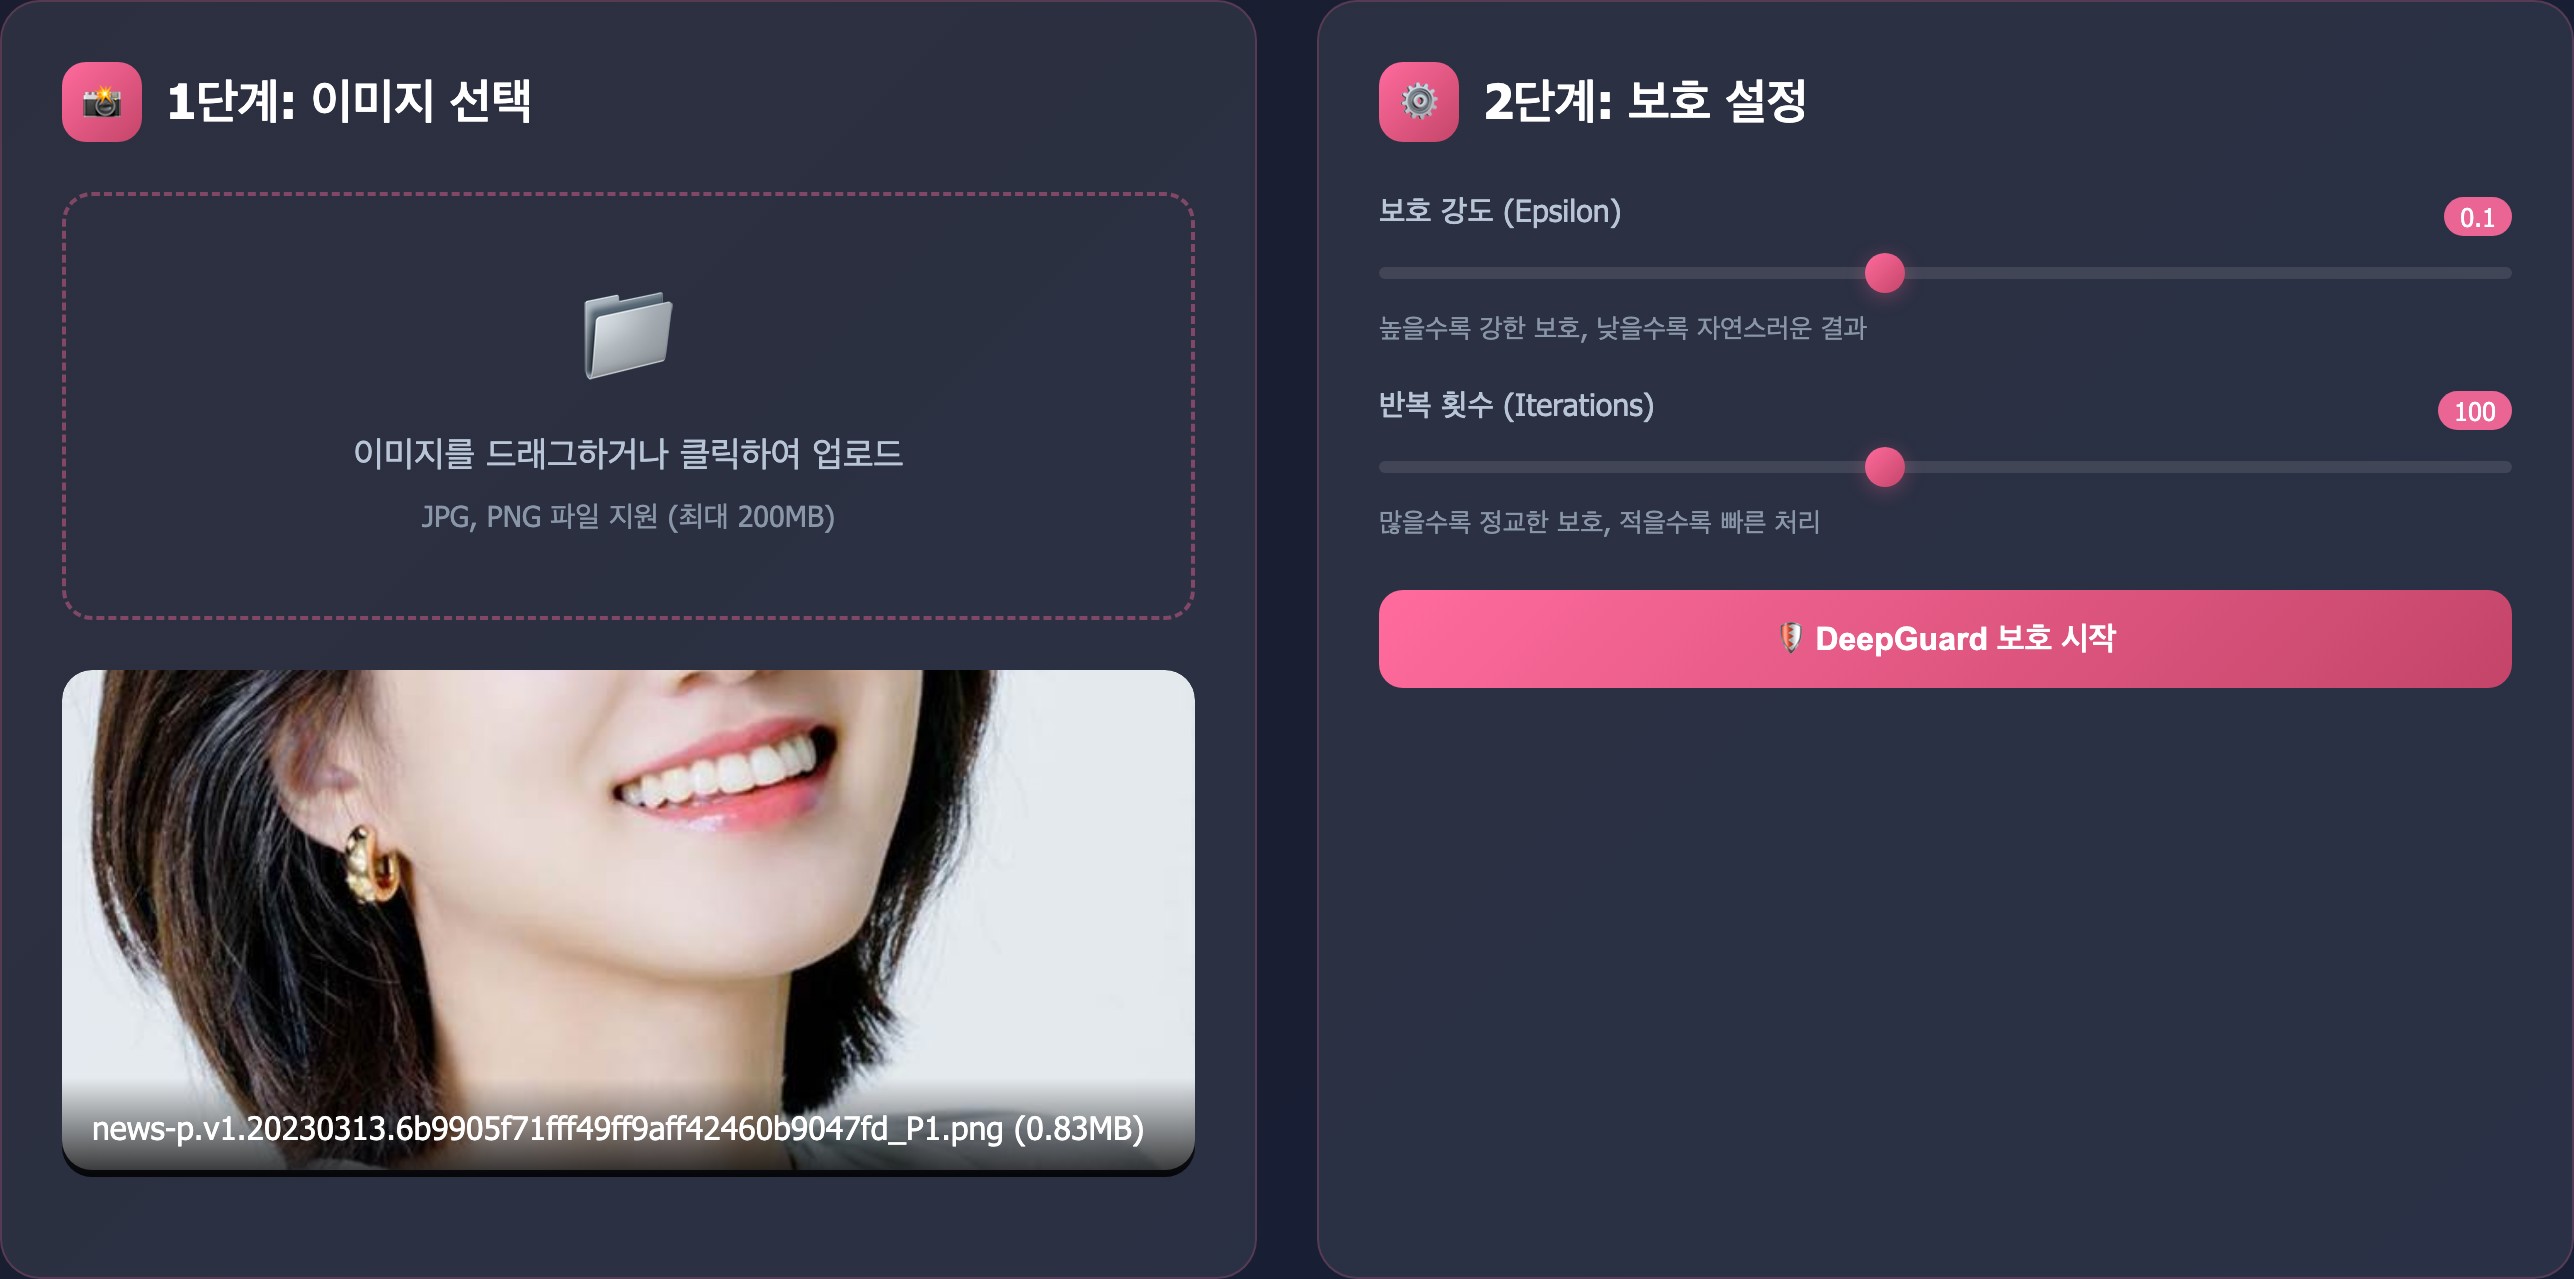 1단계: 이미지 선택
이미지를 드래그하거나 클릭하여 업로드
JPG, PNG 파일 지원 (최대 200MB)
news-p.v1.20230313.6b9905f71fff49ff9aff42460b9047fd_P1.png (0.83MB)
2단계: 보호 설정
보호 강도 (Epsilon)
0.1
높을수록 강한 보호, 낮을수록 자연스러운 결과
반복 횟수 (Iterations)
100
많을수록 정교한 보호, 적을수록 빠른 처리
DeepGuard 보호 시작